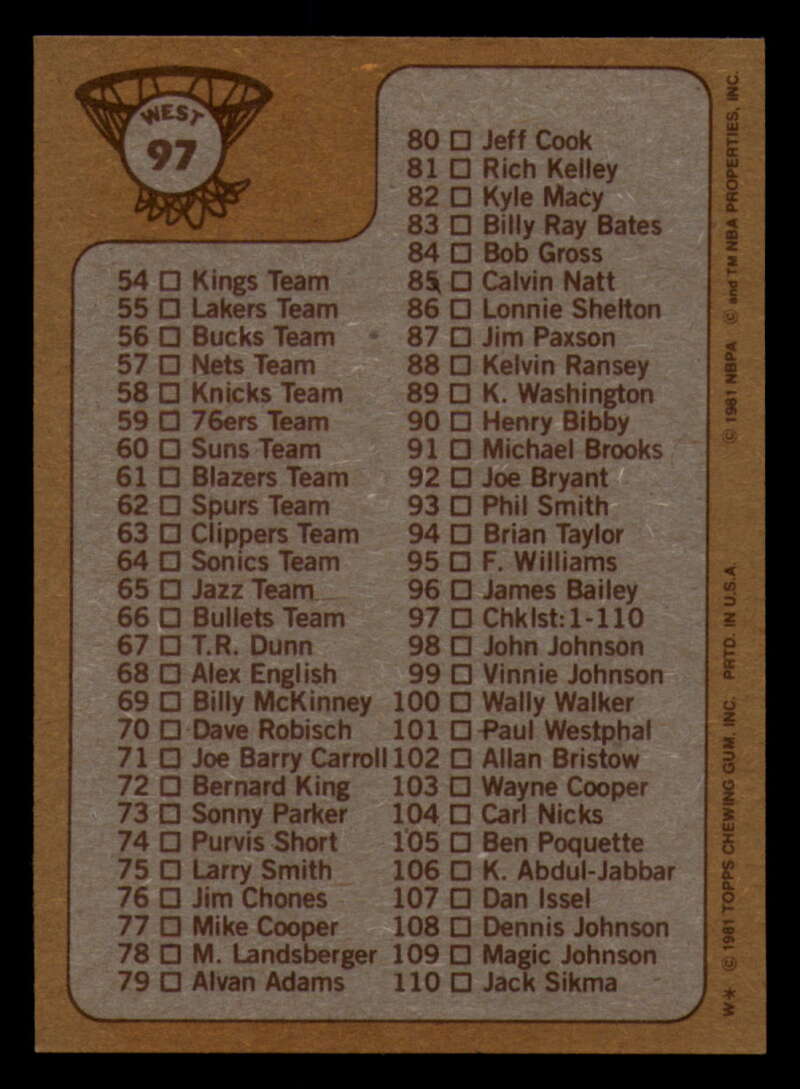 WEST
97
54 □ Kings Team
55 □ Lakers Team
56 □ Bucks Team
57 □ Nets Team
58 □ Knicks Team
59 □ 76ers Team
60 □ Suns Team
61 □ Blazers Team
62 □ Spurs Team
63 □ Clippers Team
64 □ Sonics Team
65 □ Jazz Team
66 □ Bullets Team
67 □ T.R. Dunn
68 □ Alex English
69 □ Billy McKinney
70 □ Dave Robisch
71 □ Joe Barry Carroll
72 □ Bernard King
73 □ Sonny Parker
74 □ Purvis Short
75 □ Larry Smith
76 □ Jim Chones
77 □ Mike Cooper
78 □ M. Landsberger
79 □ Alvan Adams
80 □ Jeff Cook
81 □ Rich Kelley
82 □ Kyle Macy
83 □ Billy Ray Bates
84 □ Bob Gross
85 □ Calvin Natt
86 □ Lonnie Shelton
87 □ Jim Paxson
88 □ Kelvin Ransey
89 □ K. Washington
90 □ Henry Bibby
91 □ Michael Brooks
92 □ Joe Bryant
93 □ Phil Smith
94 □ Brian Taylor
95 □ F. Williams
96 □ James Bailey
97 □ Chklst:1-110
98 □ John Johnson
99 □ Vinnie Johnson
100 □ Wally Walker
101 □ Paul Westphal
102 □ Allan Bristow
103 □ Wayne Cooper
104 □ Carl Nicks
105 □ Ben Poquette
106 □ K. Abdul-Jabbar
107 □ Dan Issel
108 □ Dennis Johnson
109 □ Magic Johnson
110 □ Jack Sikma
W* © 1981 TOPPS CHEWING GUM, INC. PRTD. IN U.S.A. © 1981 NBPA © and TM NBA PROPERTIES, INC.